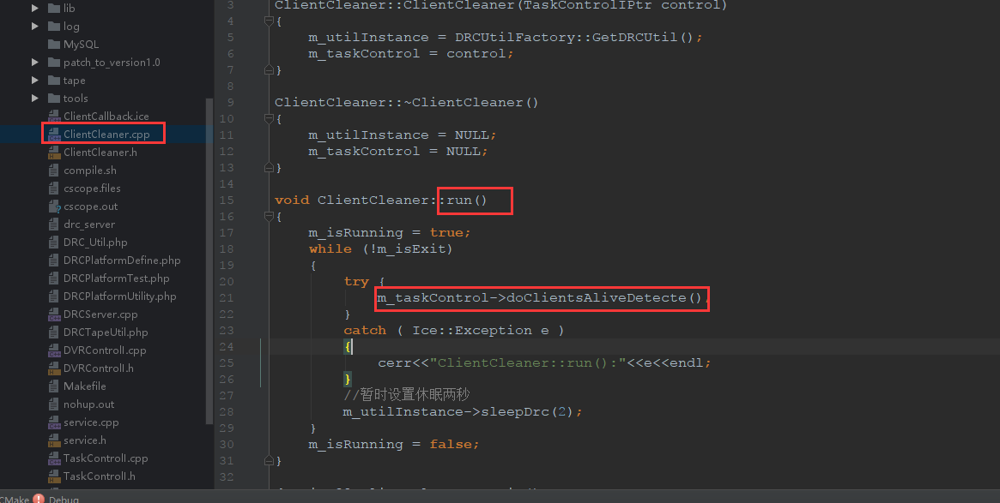 lib
log
MySQL
patch_to_version1.0
tape
tools
ClientCallback.ice
ClientCleaner.cpp
ClientCleaner.h
compile.sh
cscope.files
cscope.out
drc_server
DRC_Util.php
DRCPlatformDefine.php
DRCPlatformTest.php
DRCPlatformUtility.php
DRCServer.cpp
DRCTapeUtil.php
DVRControlI.cpp
DVRControlI.h
Makefile
nohup.out
service.cpp
service.h
TaskControlI.cpp
TaskControlI.h
CMake Debug
3 ClientCleaner::ClientCleaner(TaskControlIPtr control)
4 {
5 m_utilInstance = DRCUtilFactory::GetDRCUtil();
6 m_taskControl = control;
7 }
8
9 ClientCleaner::~ClientCleaner()
10 {
11 m_utilInstance = NULL;
12 m_taskControl = NULL;
13 }
14
15 void ClientCleaner::run()
16 {
17 m_isRunning = true;
18 while (!m_isExit)
19 {
20 try {
21 m_taskControl->doClientsAliveDetecte();
22 }
23 catch ( Ice::Exception e )
24 {
25 cerr<<"ClientCleaner::run():"<<e<<endl;
26 }
27 //暂时设置休眠两秒
28 m_utilInstance->sleepDrc(2);
29 }
30 m_isRunning = false;
31 }
32